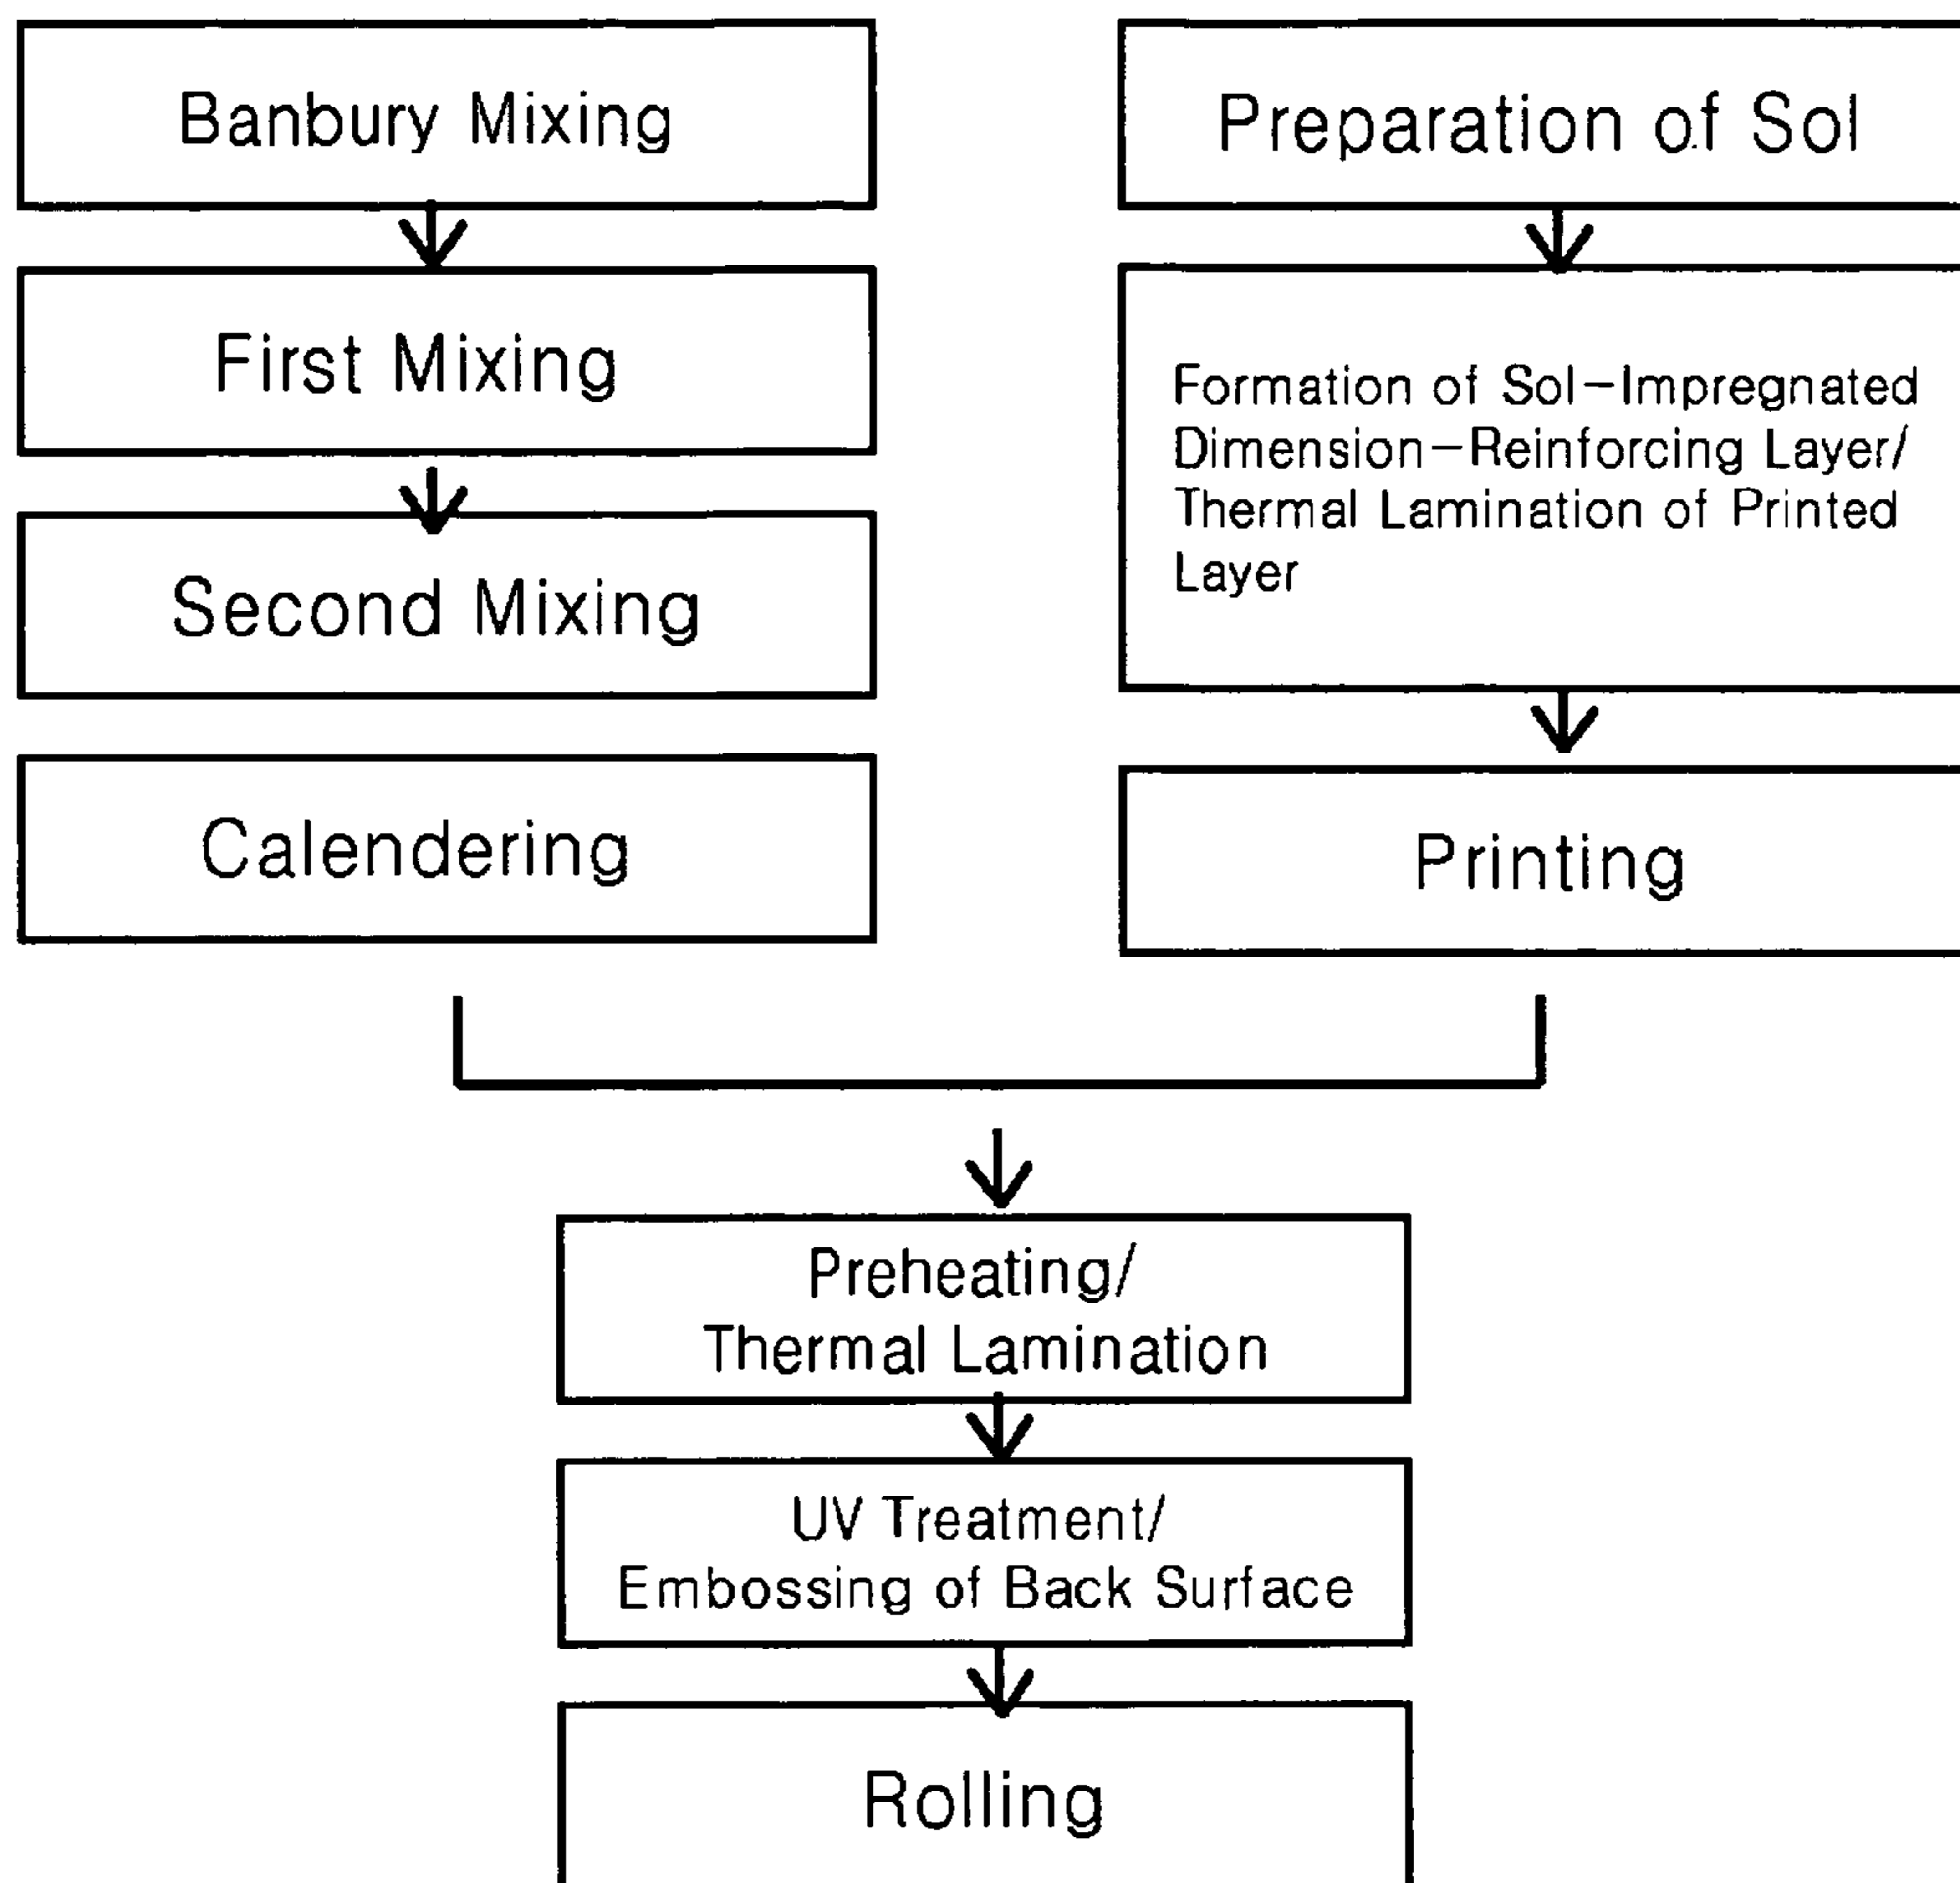 Banbury Mixing
First Mixing
Second Mixing
Calendering
Preparation of Sol
Formation of Sol-Impregnated
Dimension-Reinforcing Layer/
Thermal Lamination of Printed
Layer
Printing
Preheating/
Thermal Lamination
UV Treatment/
Embossing of Back Surface
Rolling